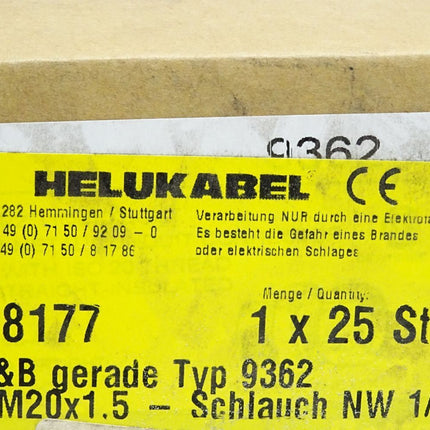 9362
HELUKABEL CE
282 Hemmingen / Stuttgart
49 (0) 71 50 / 92 09 - 0
49 (0) 71 50 / 8 17 86
Verarbeitung NUR durch eine Elektrofa
Es besteht die Gefahr eines Brandes
oder elektrischen Schlages
Menge / Quantity:
8177
1 x 25 St
&B gerade Typ 9362
M20x1.5 - Schlauch NW 1/